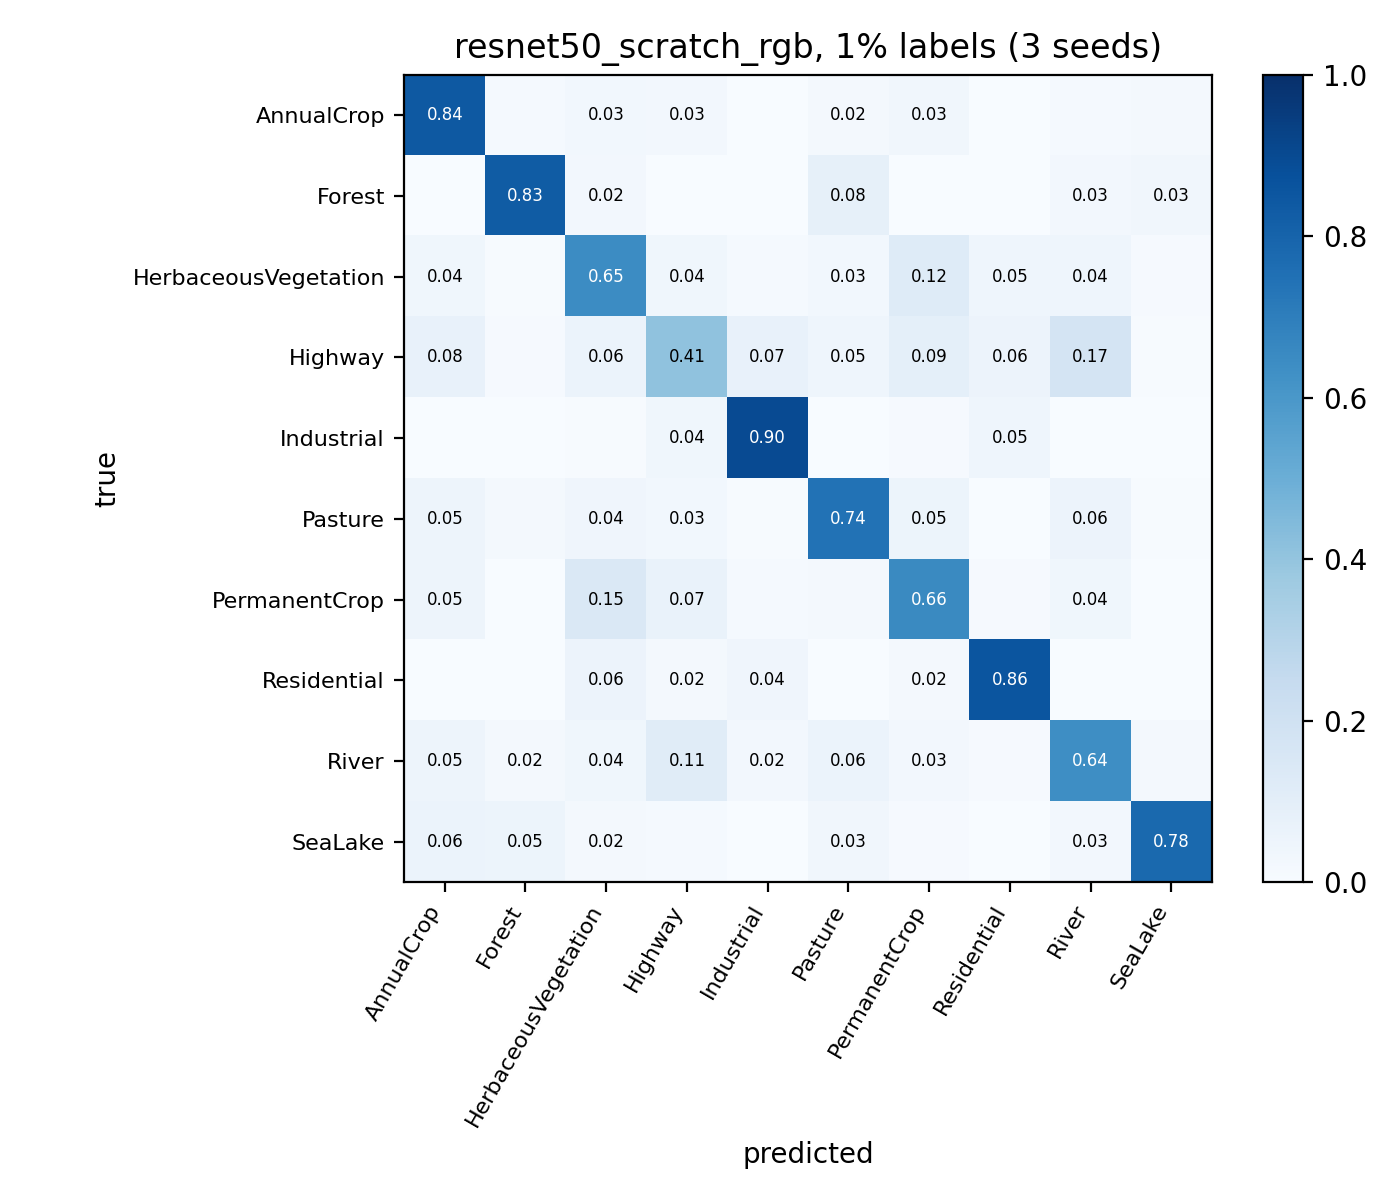 resnet50_scratch_rgb, 1% labels (3 seeds)
AnnualCrop 0.84 0.03 0.03 0.02 0.03
Forest 0.83 0.02 0.08 0.03 0.03
HerbaceousVegetation 0.04 0.65 0.04 0.03 0.12 0.05 0.04
Highway 0.08 0.06 0.41 0.07 0.05 0.09 0.06 0.17
Industrial 0.04 0.90 0.05
Pasture 0.05 0.04 0.03 0.74 0.05 0.06
PermanentCrop 0.05 0.15 0.07 0.66 0.04
Residential 0.06 0.02 0.04 0.02 0.86
River 0.05 0.02 0.04 0.11 0.02 0.06 0.03 0.64
SeaLake 0.06 0.05 0.02 0.03 0.03 0.78
true
AnnualCrop
Forest
HerbaceousVegetation
Highway
Industrial
Pasture
PermanentCrop
Residential
River
SeaLake
predicted
1.0
0.8
0.6
0.4
0.2
0.0